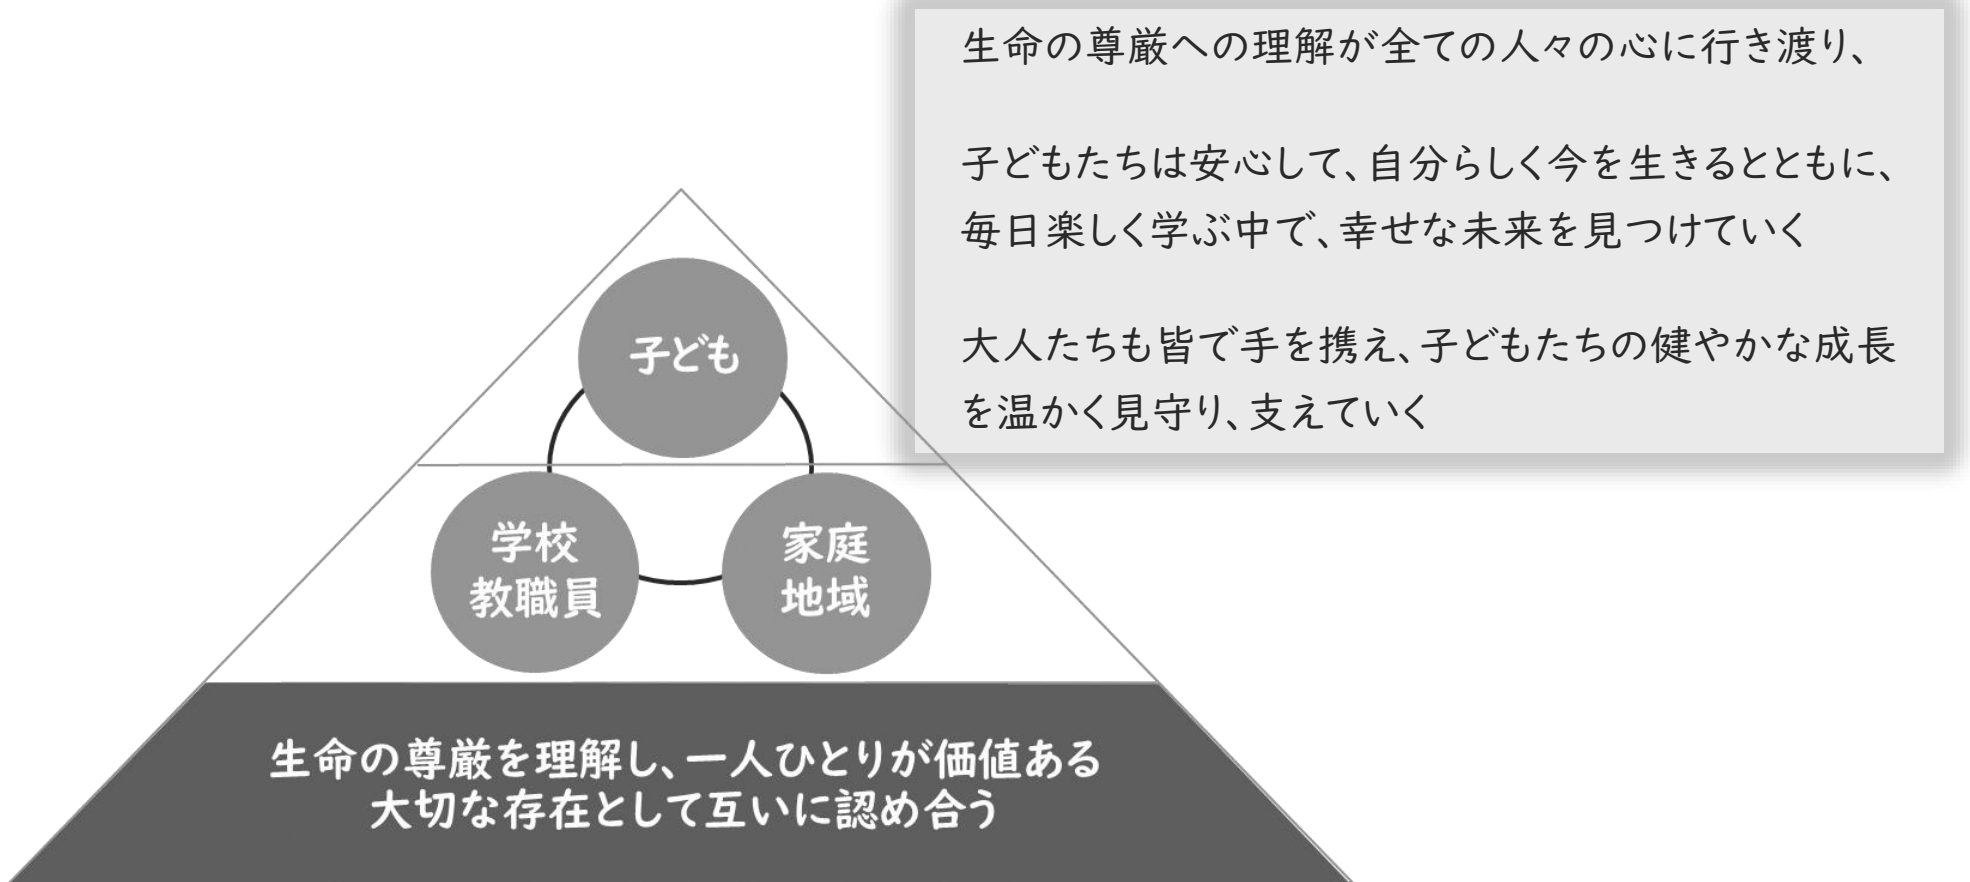 生命の尊厳への理解が全ての人々の心に行き渡り、
子どもたちは安心して、自分らしく今を生きるとともに、
毎日楽しく学ぶ中で、幸せな未来を見つけていく
大人たちも皆で手を携え、子どもたちの健やかな成長
を温かく見守り、支えていく
子ども
学校
教職員
家庭
地域
生命の尊厳を理解し、一人ひとりが価値ある
大切な存在として互いに認め合う